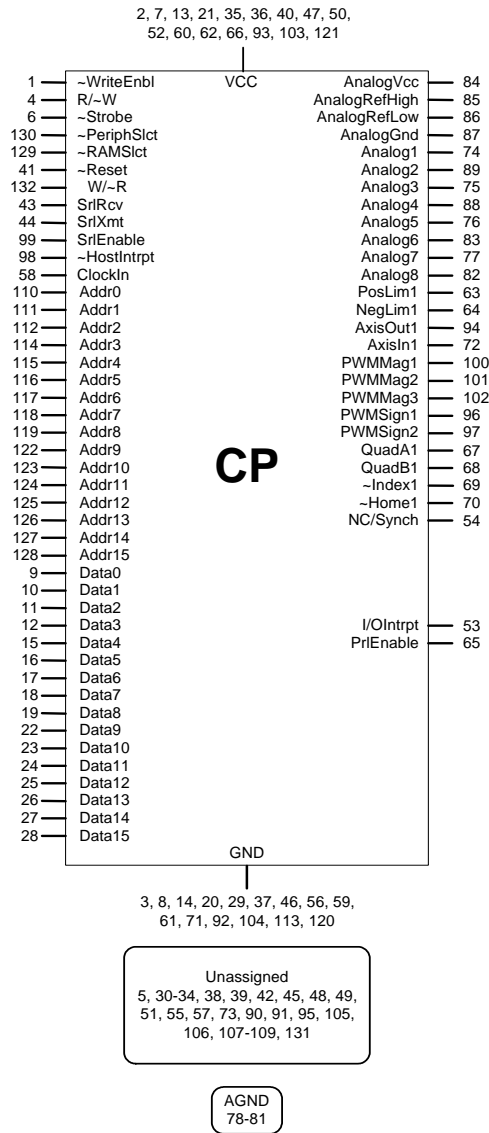 2, 7, 13, 21, 35, 36, 40, 47, 50,
52, 60, 62, 66, 93, 103, 121
VCC
1 ~WriteEnbl
4 R/~W
6 ~Strobe
130 ~PeriphSlct
129 ~RAMSlct
41 ~Reset
132 W/~R
43 SrlRcv
44 SrlXmt
99 SrlEnable
98 ~HostIntrpt
58 ClockIn
110 Addr0
111 Addr1
112 Addr2
114 Addr3
115 Addr4
116 Addr5
117 Addr6
118 Addr7
119 Addr8
122 Addr9
123 Addr10
124 Addr11
125 Addr12
126 Addr13
127 Addr14
128 Addr15
9 Data0
10 Data1
11 Data2
12 Data3
15 Data4
16 Data5
17 Data6
18 Data7
19 Data8
22 Data9
23 Data10
24 Data11
25 Data12
26 Data13
27 Data14
28 Data15
CP
AnalogVcc 84
AnalogRefHigh 85
AnalogRefLow 86
AnalogGnd 87
Analog1 74
Analog2 89
Analog3 75
Analog4 88
Analog5 76
Analog6 83
Analog7 77
Analog8 82
PosLim1 63
NegLim1 64
AxisOut1 94
AxisIn1 72
PWMMag1 100
PWMMag2 101
PWMMag3 102
PWMSign1 96
PWMSign2 97
QuadA1 67
QuadB1 68
~Index1 69
~Home1 70
NC/Synch 54
I/OIntrpt 53
PrlEnable 65
GND
3, 8, 14, 20, 29, 37, 46, 56, 59,
61, 71, 92, 104, 113, 120
Unassigned
5, 30-34, 38, 39, 42, 45, 48, 49,
51, 55, 57, 73, 90, 91, 95, 105,
106, 107-109, 131
AGND
78-81